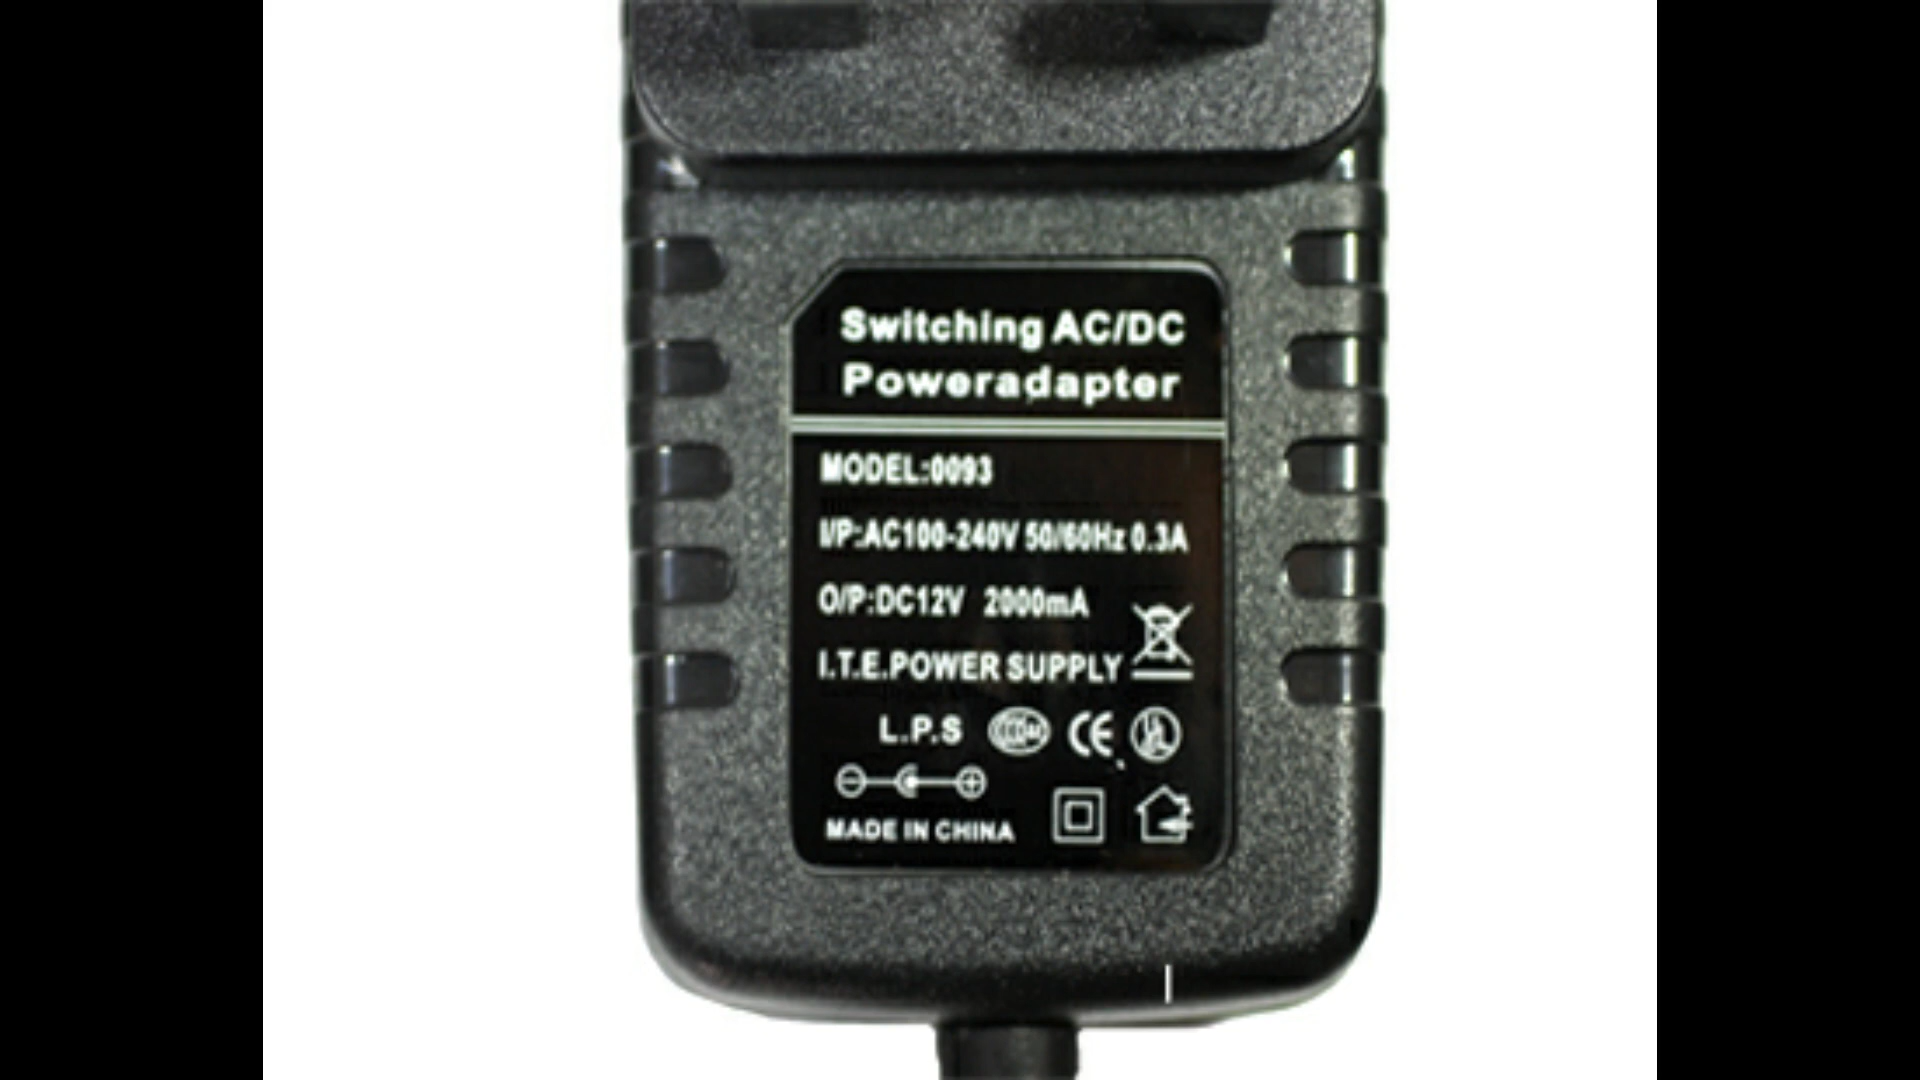 Switching AC/DC
Poweradapter
MODEL:0093
I/P:AC100-240V 50/60Hz 0.3A
O/P:DC12V 2000mA
I.T.E.POWER SUPPLY
L.P.S CE
MADE IN CHINA